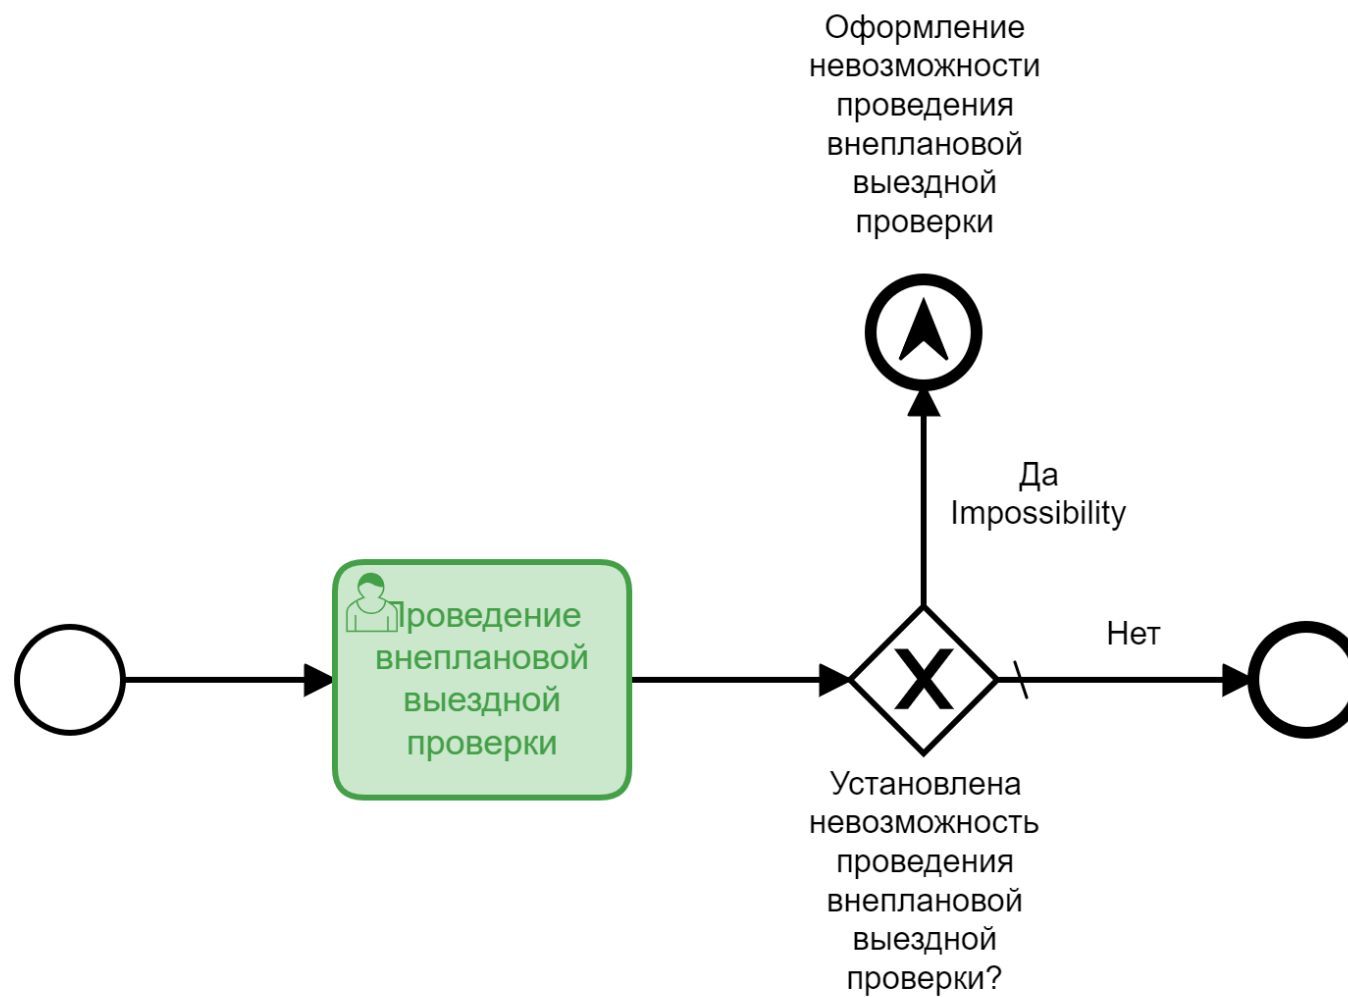 Оформление
невозможности
проведения
внеплановой
выездной
проверки
Да
Impossibility
Проведение
внеплановой
выездной
проверки
Нет
Установлена
невозможность
проведения
внеплановой
выездной
проверки?